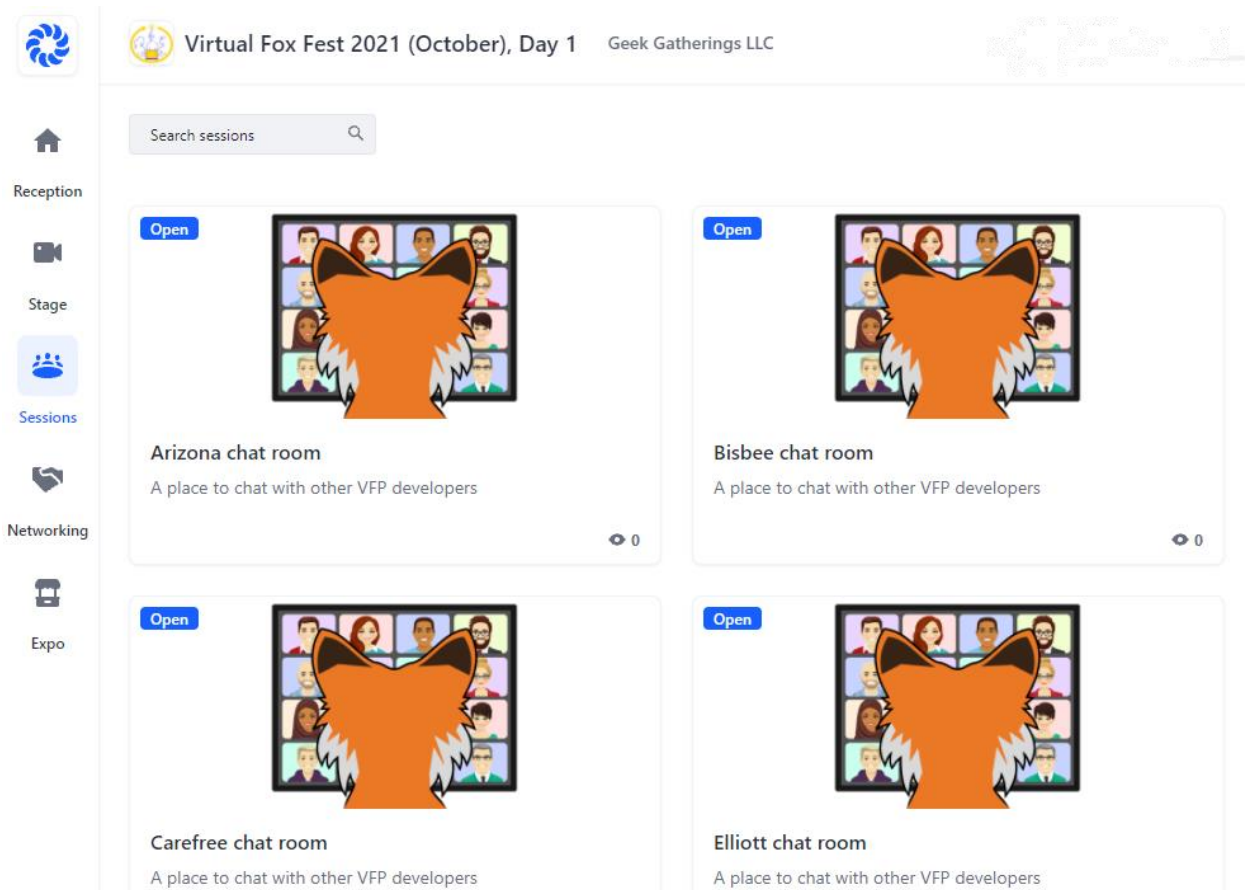 Virtual Fox Fest 2021 (October), Day 1 Geek Gatherings LLC
Search sessions
Reception
Stage
Sessions
Networking
Expo
Open
Arizona chat room
A place to chat with other VFP developers
0
Open
Bisbee chat room
A place to chat with other VFP developers
0
Open
Carefree chat room
A place to chat with other VFP developers
Open
Elliott chat room
A place to chat with other VFP developers